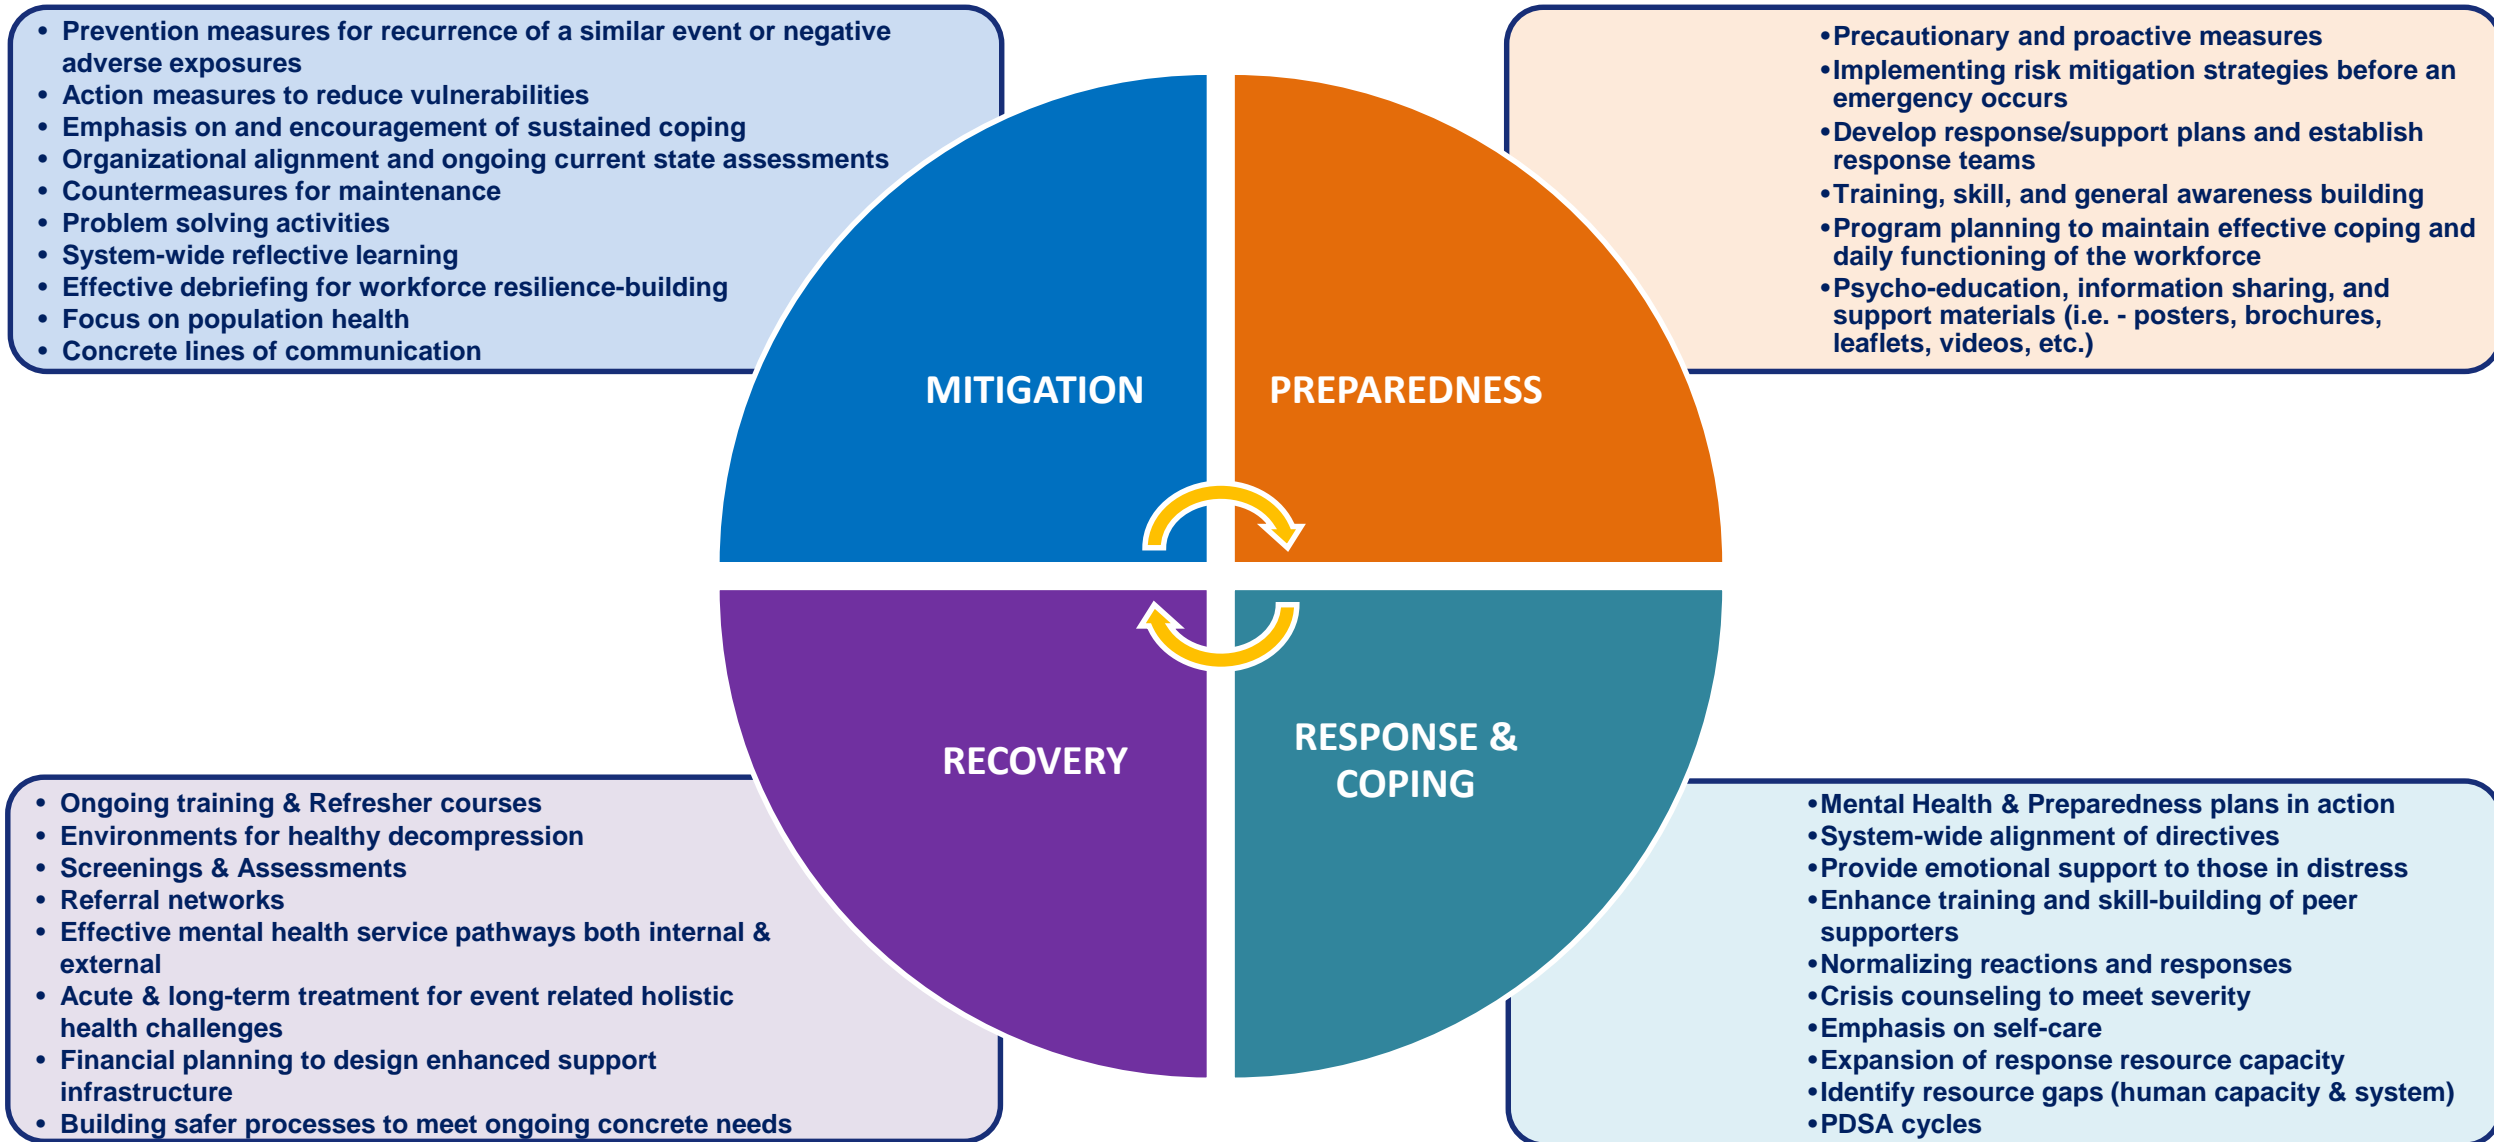 • Prevention measures for recurrence of a similar event or negative
adverse exposures
• Action measures to reduce vulnerabilities
• Emphasis on and encouragement of sustained coping
• Organizational alignment and ongoing current state assessments
• Countermeasures for maintenance
• Problem solving activities
• System-wide reflective learning
• Effective debriefing for workforce resilience-building
• Focus on population health
• Concrete lines of communication
• Precautionary and proactive measures
• Implementing risk mitigation strategies before an
emergency occurs
• Develop response/support plans and establish
response teams
• Training, skill, and general awareness building
• Program planning to maintain effective coping and
daily functioning of the workforce
• Psycho-education, information sharing, and
support materials (i.e. - posters, brochures,
leaflets, videos, etc.)
MITIGATION
PREPAREDNESS
RECOVERY
RESPONSE &
COPING
• Ongoing training & Refresher courses
• Environments for healthy decompression
• Screenings & Assessments
• Referral networks
• Effective mental health service pathways both internal &
external
• Acute & long-term treatment for event related holistic
health challenges
• Financial planning to design enhanced support
infrastructure
• Building safer processes to meet ongoing concrete needs
• Mental Health & Preparedness plans in action
• System-wide alignment of directives
• Provide emotional support to those in distress
• Enhance training and skill-building of peer
supporters
• Normalizing reactions and responses
• Crisis counseling to meet severity
• Emphasis on self-care
• Expansion of response resource capacity
• Identify resource gaps (human capacity & system)
• PDSA cycles